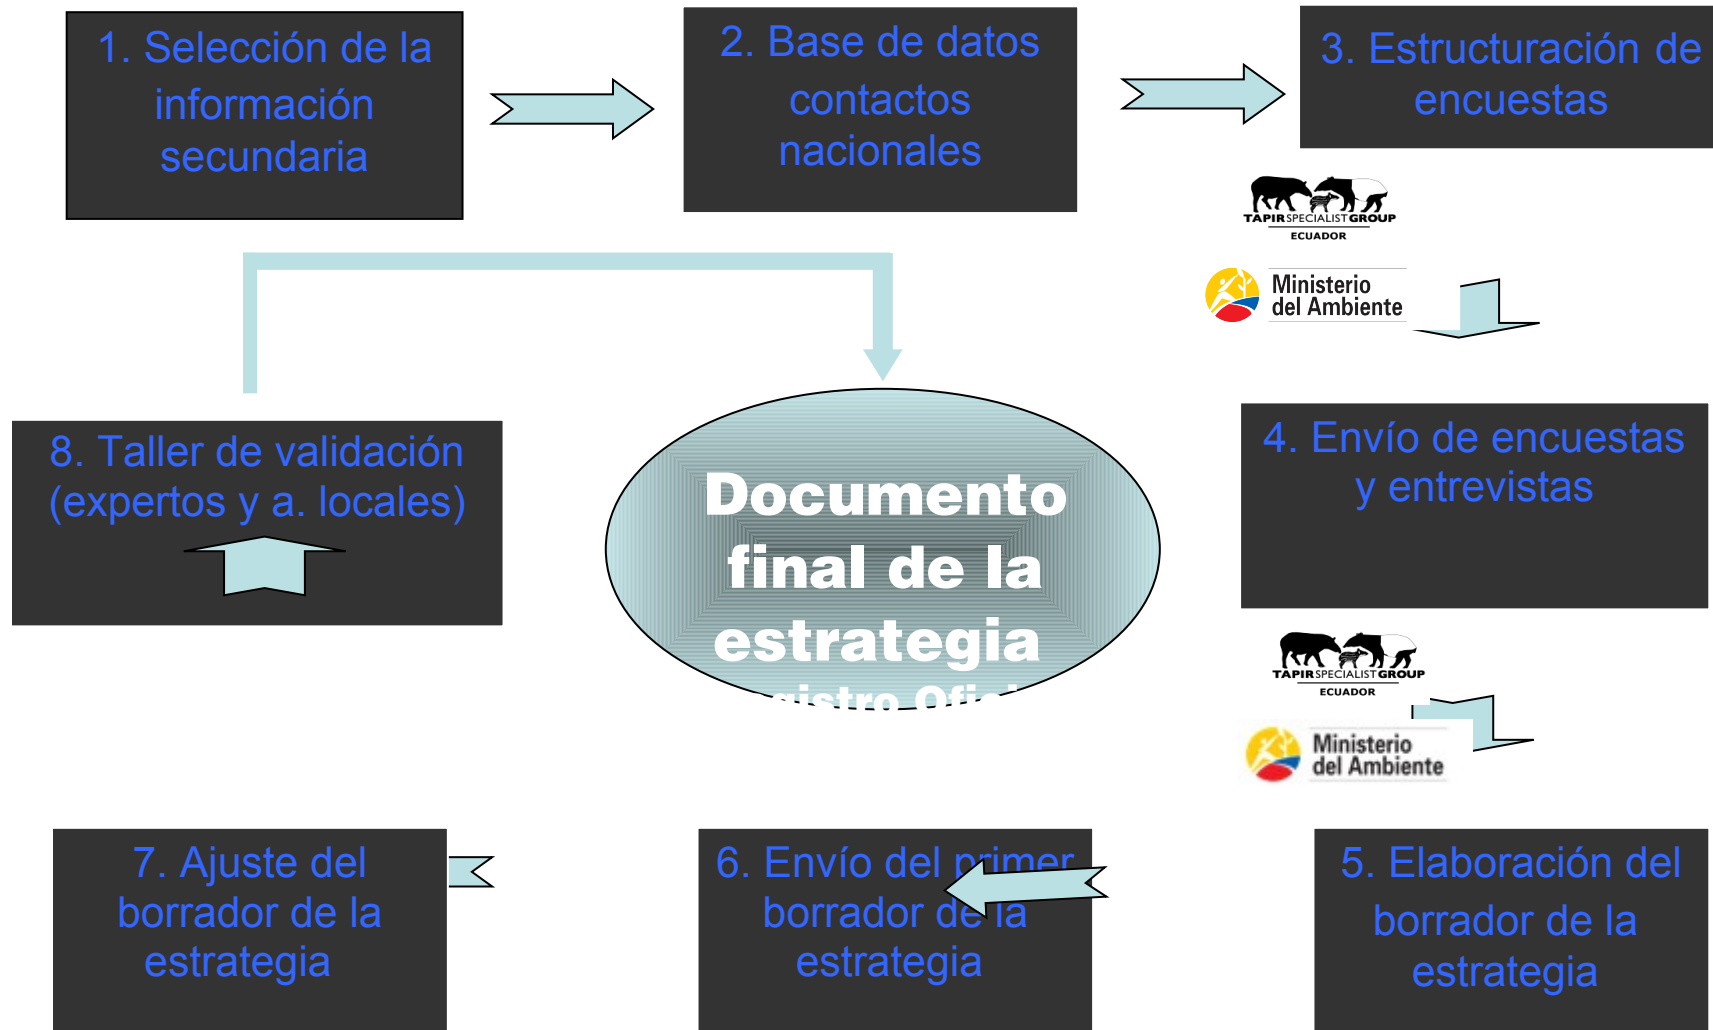 1. Selección de la
información
secundaria
2. Base de datos
contactos
nacionales
3. Estructuración de
encuestas
TAPIR SPECIALIST GROUP
ECUADOR
Ministerio
del Ambiente
4. Envío de encuestas
y entrevistas
TAPIR SPECIALIST GROUP
ECUADOR
Ministerio
del Ambiente
5. Elaboración del
borrador de la
estrategia
6. Envío del primer
borrador de la
estrategia
7. Ajuste del
borrador de la
estrategia
8. Taller de validación
(expertos y a. locales)
Documento
final de la
estrategia